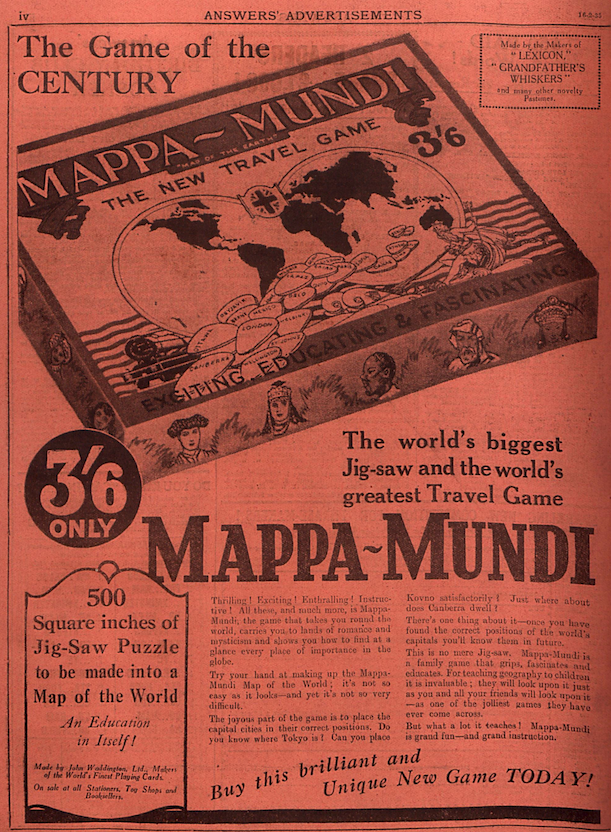 iv
ANSWERS' ADVERTISEMENTS
The Game of the
CENTURY
Made by the Makers of
"LEXICON,"
"GRANDFATHER'S
WHISKERS"
and many other novelty
Pastimes.
MAPPA~MUNDI
"MAP OF THE EARTH"
THE NEW TRAVEL GAME
3'6
MEXICO
OSLO
LONDON
CANBERRA
WELLINGTON
EXCITING, EDUCATING & FASCINATING.
3'6
ONLY
The world's biggest
Jig-saw and the world's
greatest Travel Game
MAPPA~MUNDI
500
Square inches of
Jig-Saw Puzzle
to be made into a
Map of the World
An Education
in Itself!
Made by John Waddington, Ltd., Makers
of the World's Finest Playing Cards.
On sale at all Stationers, Toy Shops and
Booksellers.
Thrilling! Exciting! Enthralling! Instruc-
tive! All these, and much more, is Mappa-
Mundi; the game that takes you round the
world, carries you to lands of romance and
mysticism and shows you how to find at a
glance every place of importance in the
globe.
Try your hand at making up the Mappa-
Mundi Map of the World; it's not so
easy as it looks—and yet it's not so very
difficult.
The joyous part of the game is to place the
capital cities in their correct positions. Do
you know where Tokyo is? Can you place
Kovno satisfactorily? Just where about
does Canberra dwell?
There's one thing about it—once you have
found the correct positions of the world's
capitals you'll know them in future.
This is no mere Jig-saw. Mappa-Mundi is
a family game that grips, fascinates and
educates. For teaching geography to children
it is invaluable; they will look upon it just
as you and all your friends will look upon it
—as one of the jolliest games they have
ever come across.
But what a lot it teaches! Mappa-Mundi
is grand fun—and grand instruction.
Buy this brilliant and
Unique New Game TODAY!